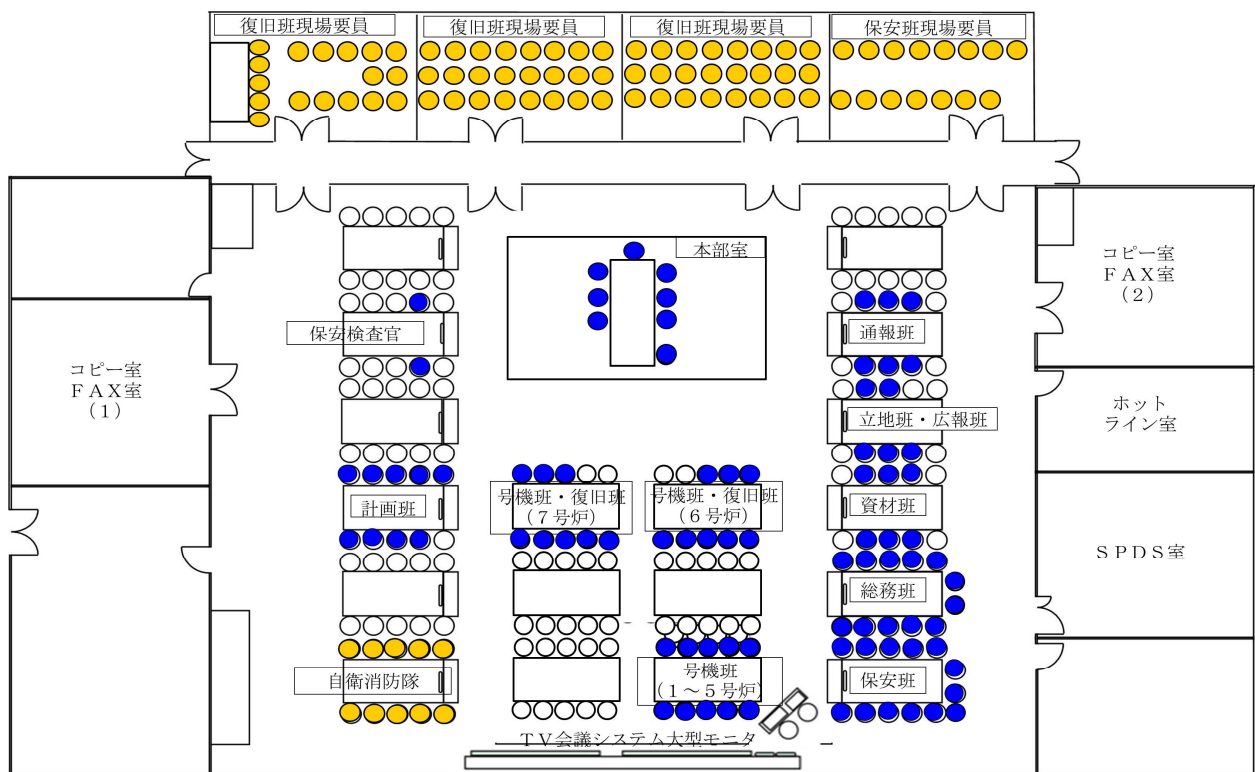 復旧班現場要員
復旧班現場要員
復旧班現場要員
保安班現場要員
本部室
コピー室
ＦＡＸ室
（２）
保安検査官
通報班
コピー室
ＦＡＸ室
（１）
立地班・広報班
ホット
ライン室
計画班
号機班・復旧班
（７号炉）
号機班・復旧班
（６号炉）
資材班
ＳＰＤＳ室
総務班
自衛消防隊
号機班
（１～５号炉）
保安班
ＴＶ会議システム大型モニタ